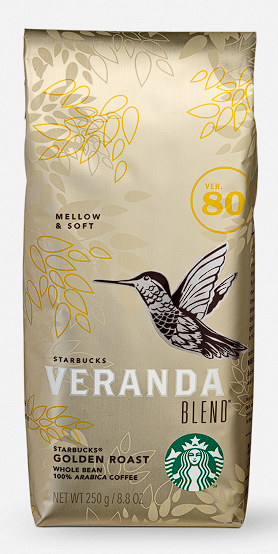 VER.
80
MELLOW
& SOFT
STARBUCKS
VERANDA
BLEND®
STARBUCKS®
GOLDEN ROAST
WHOLE BEAN
100% ARABICA COFFEE
NET WT 250 g / 8.8 OZ